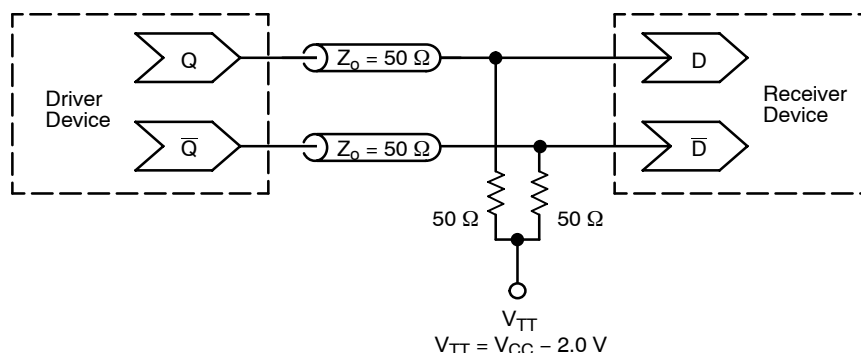 Q
Z₀ = 50 Ω
D
Driver
Device
Receiver
Device
Q̅
Z₀ = 50 Ω
D̅
50 Ω
50 Ω
V_TT
V_TT = V_CC − 2.0 V